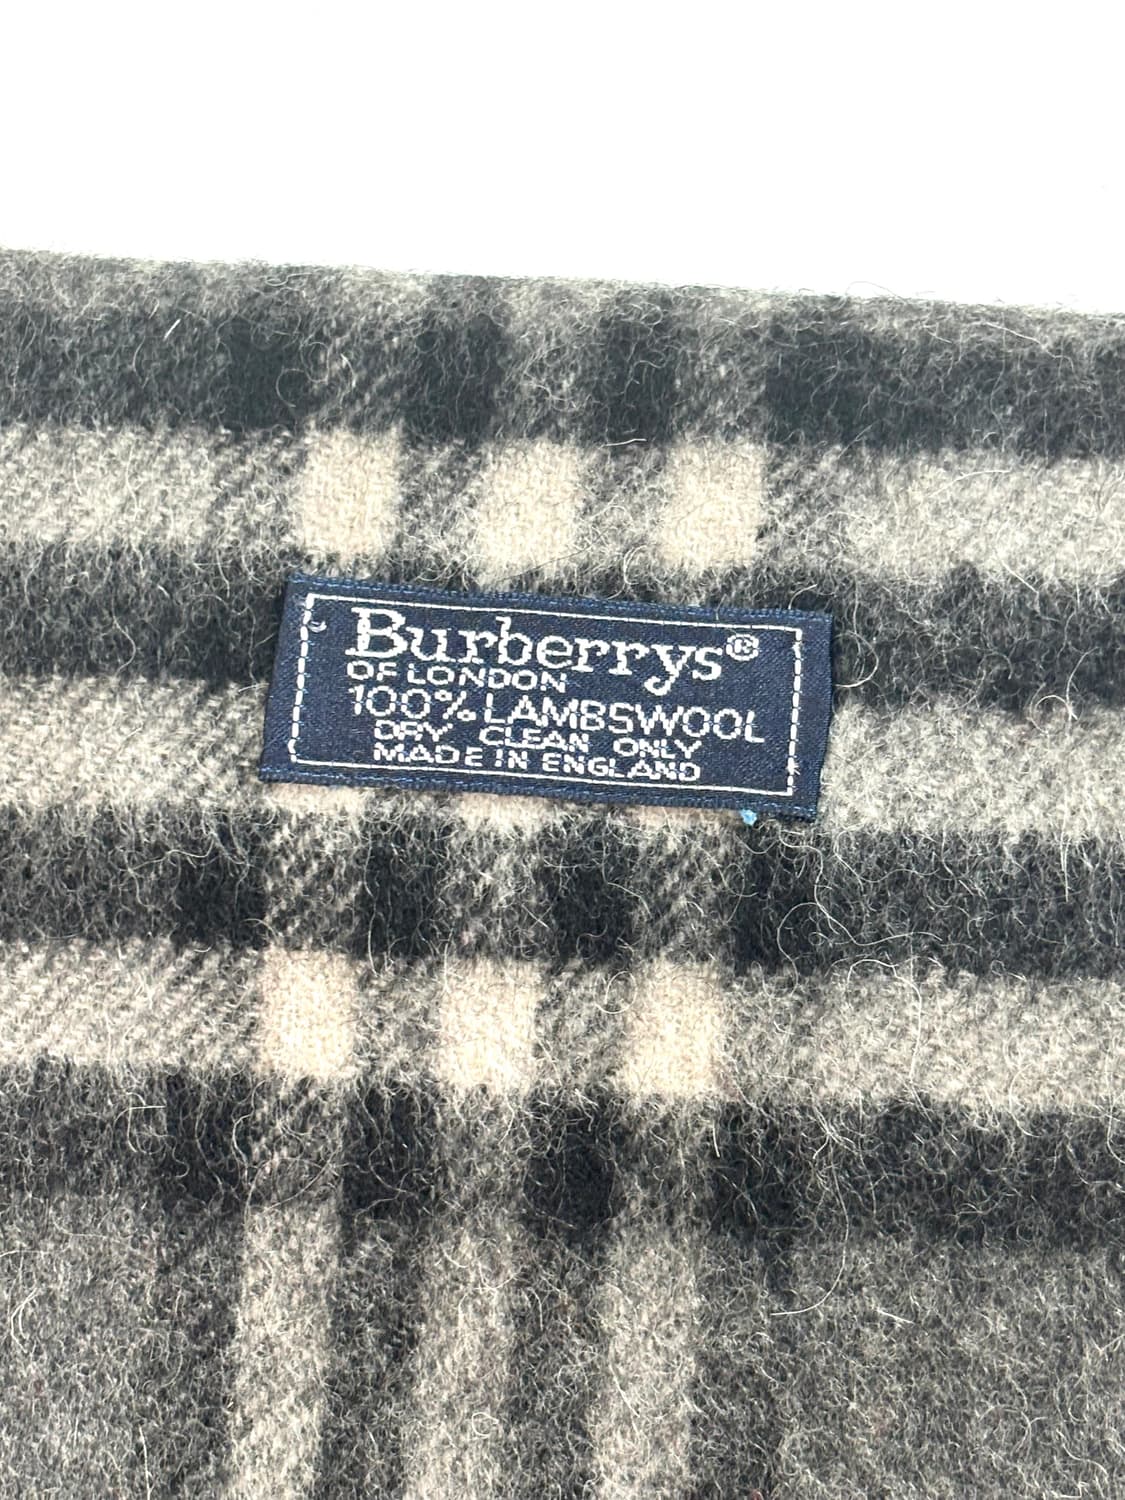 Burberrys®
OF LONDON
100% LAMBSWOOL
DRY CLEAN ONLY
MADE IN ENGLAND